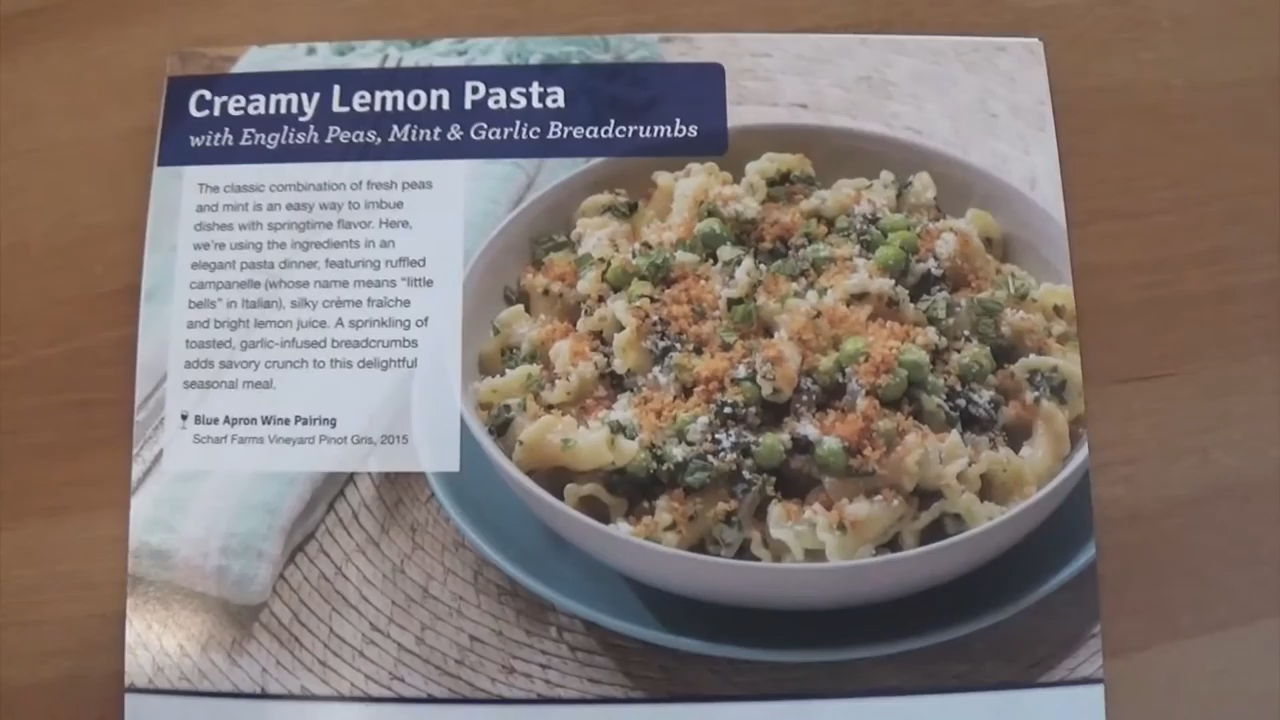 Creamy Lemon Pasta
with English Peas, Mint & Garlic Breadcrumbs
The classic combination of fresh peas
and mint is an easy way to imbue
dishes with springtime flavor. Here,
we're using the ingredients in an
elegant pasta dinner, featuring ruffled
campanelle (whose name means "little
bells" in Italian), silky crème fraîche
and bright lemon juice. A sprinkling of
toasted, garlic-infused breadcrumbs
adds savory crunch to this delightful
seasonal meal.
Blue Apron Wine Pairing
Scharf Farms Vineyard Pinot Gris, 2015